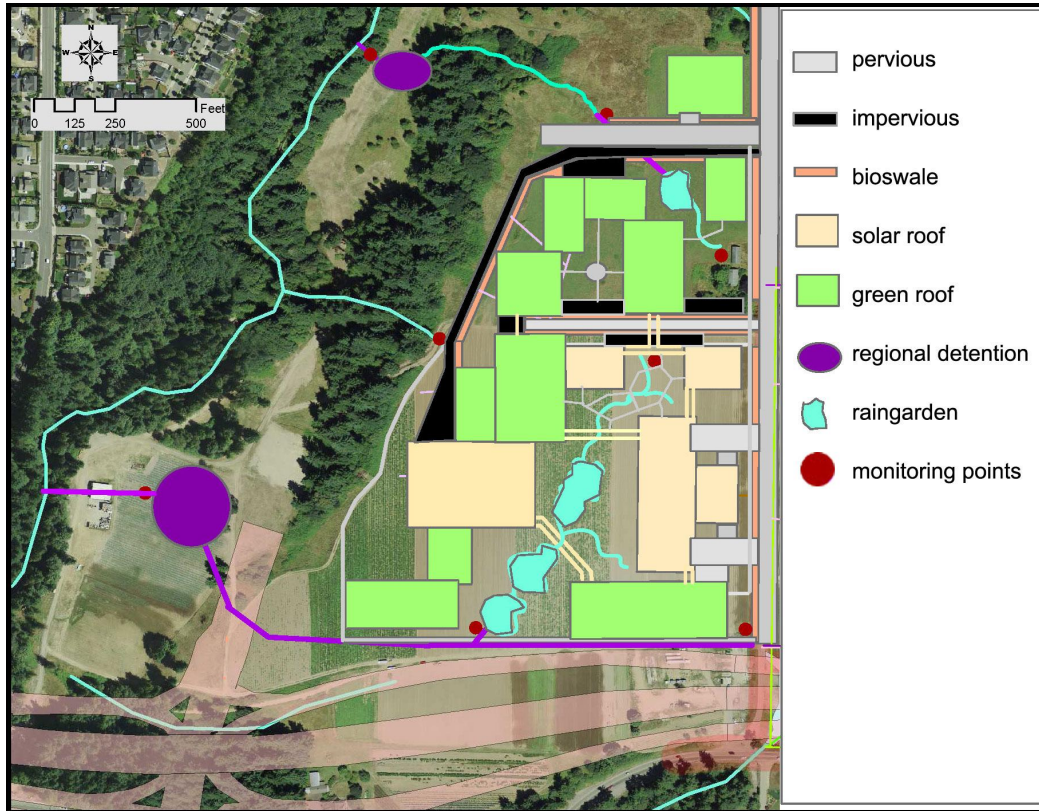 N
W E
S
Feet
0 125 250 500
pervious
impervious
bioswale
solar roof
green roof
regional detention
raingarden
monitoring points